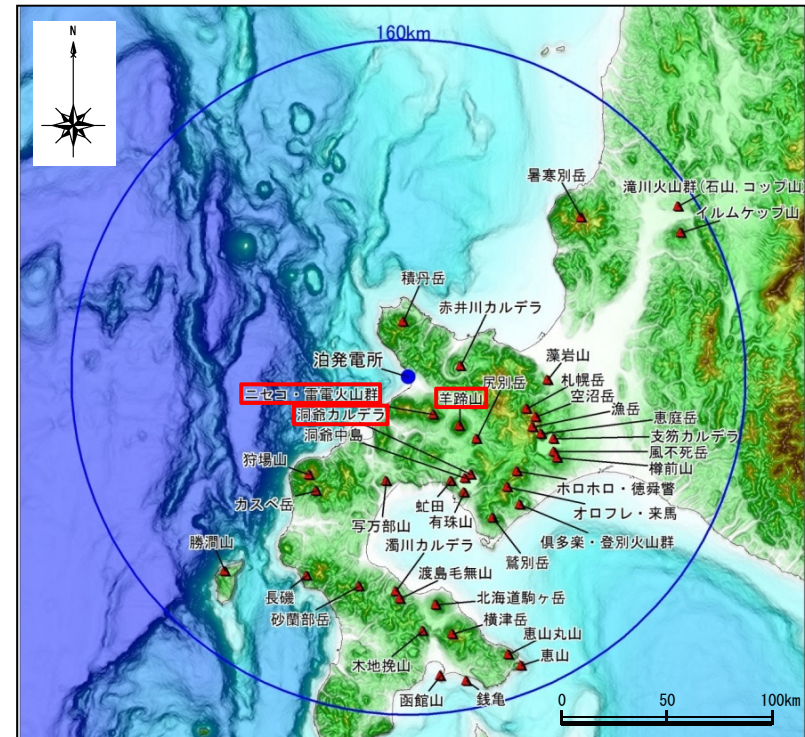 N
160km
暑寒別岳
滝川火山群(石山,コップ山)
イルムケップ山
積丹岳
赤井川カルデラ
泊発電所
藻岩山
尻別岳
札幌岳
ニセコ・雷電火山群
羊蹄山
空沼岳
漁岳
洞爺カルデラ
恵庭岳
洞爺中島
支笏カルデラ
風不死岳
狩場山
樽前山
ホロホロ・徳舜瞥
カスペ岳
写万部山
虻田
有珠山
オロフレ・来馬
倶多楽・登別火山群
勝澗山
濁川カルデラ
鷲別岳
渡島毛無山
長磯
砂蘭部岳
北海道駒ヶ岳
横津岳
恵山丸山
木地挽山
恵山
函館山
銭亀
0 50 100km